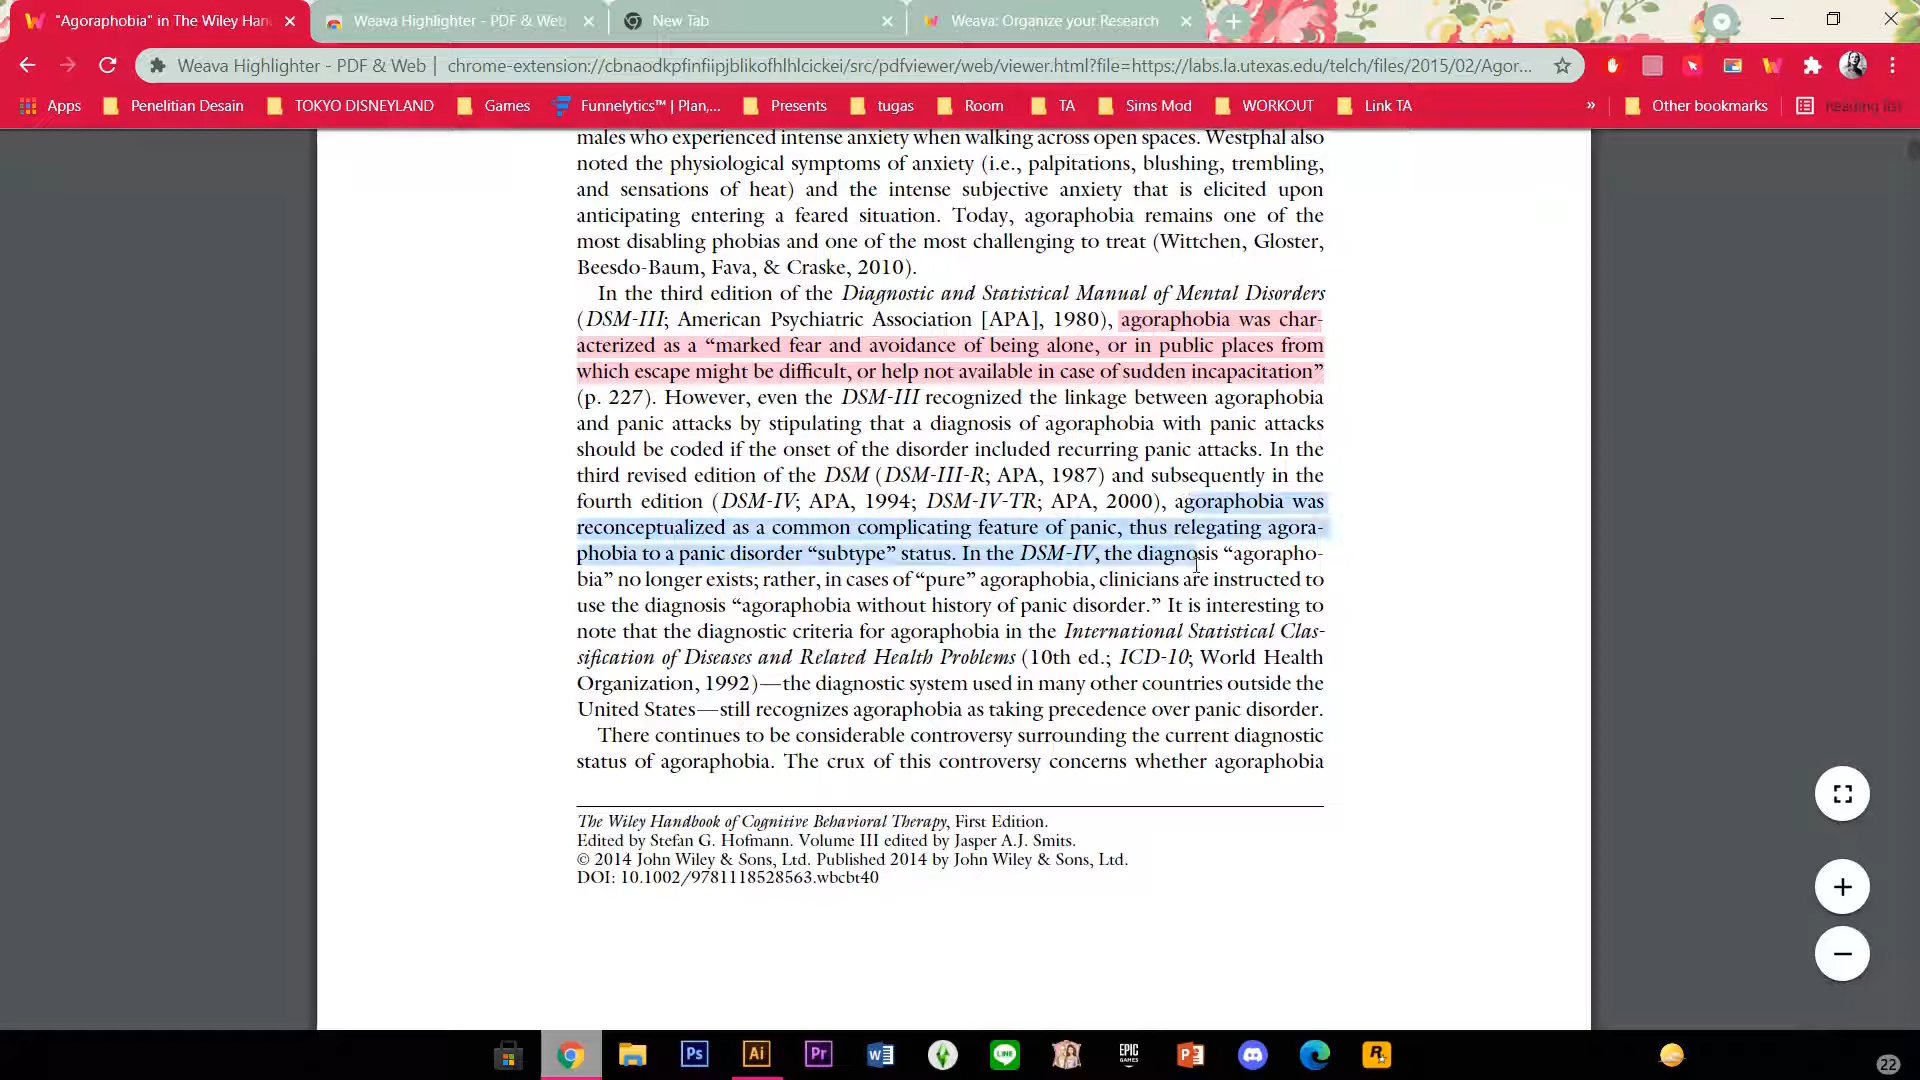 "Agoraphobia" in The Wiley Han
Weava Highlighter - PDF & Web
New Tab
Weava: Organize your Research
Weava Highlighter - PDF & Web | chrome-extension://cbnaodkpfinfiipjblikofhlhlcickei/src/pdfviewer/web/viewer.html?file=https://labs.la.utexas.edu/telch/files/2015/02/Agor...
Apps
Penelitian Desain
TOKYO DISNEYLAND
Games
Funnelytics™ | Plan,...
Presents
tugas
Room
TA
Sims Mod
WORKOUT
Link TA
»
Other bookmarks
Reading list
males who experienced intense anxiety when walking across open spaces. Westphal also
noted the physiological symptoms of anxiety (i.e., palpitations, blushing, trembling,
and sensations of heat) and the intense subjective anxiety that is elicited upon
anticipating entering a feared situation. Today, agoraphobia remains one of the
most disabling phobias and one of the most challenging to treat (Wittchen, Gloster,
Beesdo-Baum, Fava, & Craske, 2010).
In the third edition of the Diagnostic and Statistical Manual of Mental Disorders
(DSM-III; American Psychiatric Association [APA], 1980), agoraphobia was char-
acterized as a “marked fear and avoidance of being alone, or in public places from
which escape might be difficult, or help not available in case of sudden incapacitation”
(p. 227). However, even the DSM-III recognized the linkage between agoraphobia
and panic attacks by stipulating that a diagnosis of agoraphobia with panic attacks
should be coded if the onset of the disorder included recurring panic attacks. In the
third revised edition of the DSM (DSM-III-R; APA, 1987) and subsequently in the
fourth edition (DSM-IV; APA, 1994; DSM-IV-TR; APA, 2000), agoraphobia was
reconceptualized as a common complicating feature of panic, thus relegating agora-
phobia to a panic disorder “subtype” status. In the DSM-IV, the diagnosis “agorapho-
bia” no longer exists; rather, in cases of “pure” agoraphobia, clinicians are instructed to
use the diagnosis “agoraphobia without history of panic disorder.” It is interesting to
note that the diagnostic criteria for agoraphobia in the International Statistical Clas-
sification of Diseases and Related Health Problems (10th ed.; ICD-10; World Health
Organization, 1992)—the diagnostic system used in many other countries outside the
United States—still recognizes agoraphobia as taking precedence over panic disorder.
There continues to be considerable controversy surrounding the current diagnostic
status of agoraphobia. The crux of this controversy concerns whether agoraphobia
The Wiley Handbook of Cognitive Behavioral Therapy, First Edition.
Edited by Stefan G. Hofmann. Volume III edited by Jasper A.J. Smits.
© 2014 John Wiley & Sons, Ltd. Published 2014 by John Wiley & Sons, Ltd.
DOI: 10.1002/9781118528563.wbcbt40
Ps
Ai
Pr
W
LINE
EPIC GAMES
P
R
22